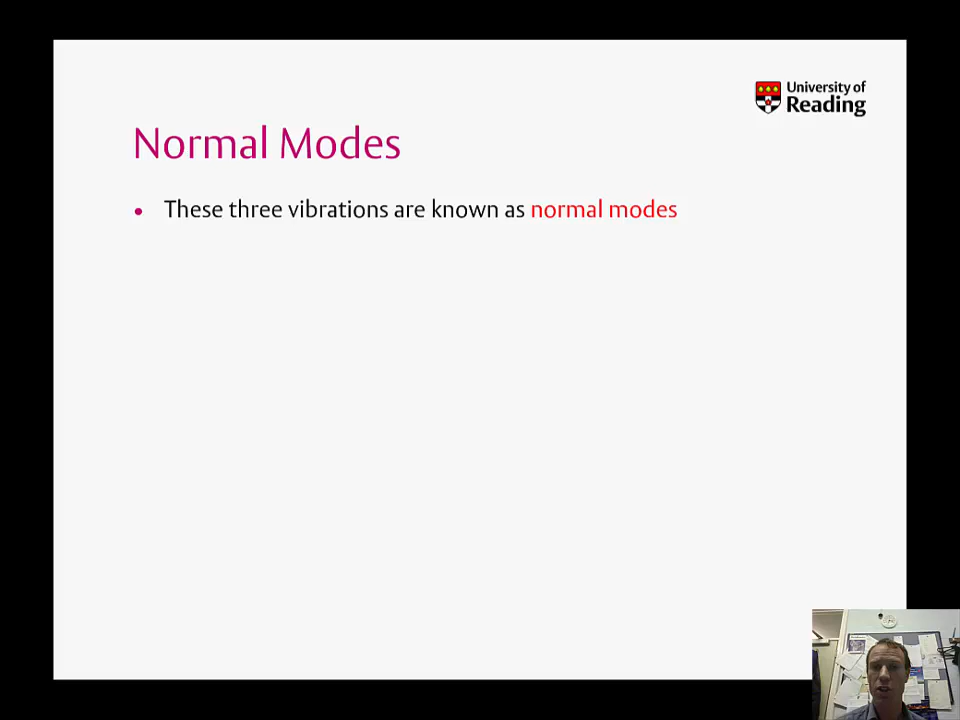 University of
Reading
Normal Modes
• These three vibrations are known as normal modes